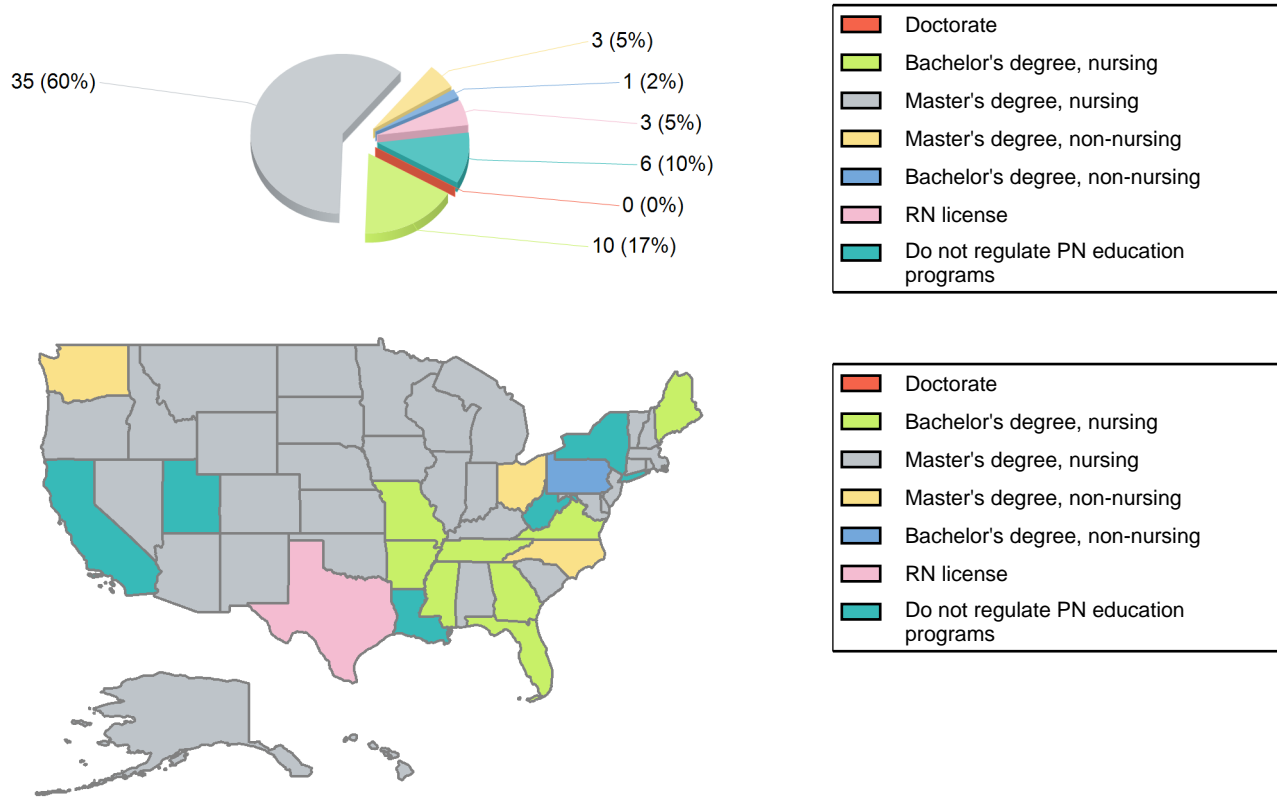 3 (5%)
35 (60%)
1 (2%)
3 (5%)
6 (10%)
0 (0%)
10 (17%)
Doctorate
Bachelor's degree, nursing
Master's degree, nursing
Master's degree, non-nursing
Bachelor's degree, non-nursing
RN license
Do not regulate PN education
programs
Doctorate
Bachelor's degree, nursing
Master's degree, nursing
Master's degree, non-nursing
Bachelor's degree, non-nursing
RN license
Do not regulate PN education
programs